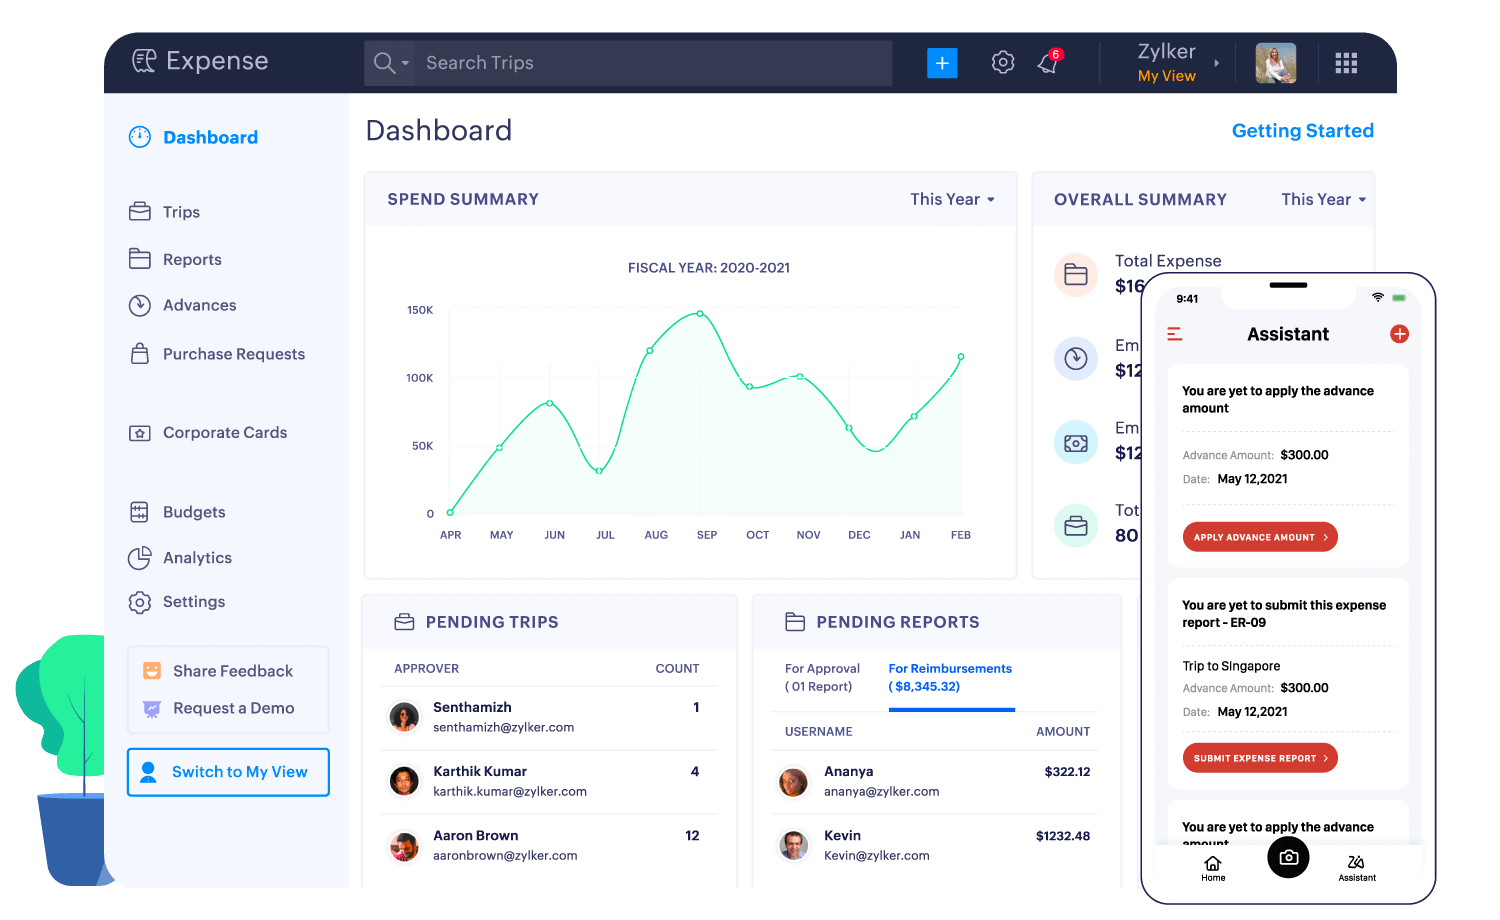 Expense
Search Trips
+
6
Zylker
My View
Dashboard
Trips
Reports
Advances
Purchase Requests
Corporate Cards
Budgets
Analytics
Settings
Share Feedback
Request a Demo
Switch to My View
Dashboard
Getting Started
SPEND SUMMARY
This Year
FISCAL YEAR: 2020-2021
150K
100K
50K
0
APR MAY JUN JUL AUG SEP OCT NOV DEC JAN FEB
OVERALL SUMMARY
This Year
Total Expense
$16
Em
$12
Em
$12
Tot
80
PENDING TRIPS
APPROVER COUNT
Senthamizh 1
senthamizh@zylker.com
Karthik Kumar 4
karthik.kumar@zylker.com
Aaron Brown 12
aaronbrown@zylker.com
PENDING REPORTS
For Approval
( 01 Report)
For Reimbursements
( $8,345.32)
USERNAME AMOUNT
Ananya $322.12
ananya@zylker.com
Kevin $1232.48
Kevin@zylker.com
9:41
Assistant
You are yet to apply the advance
amount
Advance Amount: $300.00
Date: May 12,2021
APPLY ADVANCE AMOUNT
You are yet to submit this expense
report - ER-09
Trip to SIngapore
Advance Amount: $300.00
Date: May 12,2021
SUBMIT EXPENSE REPORT
You are yet to apply the advance
amount
Home
Assistant